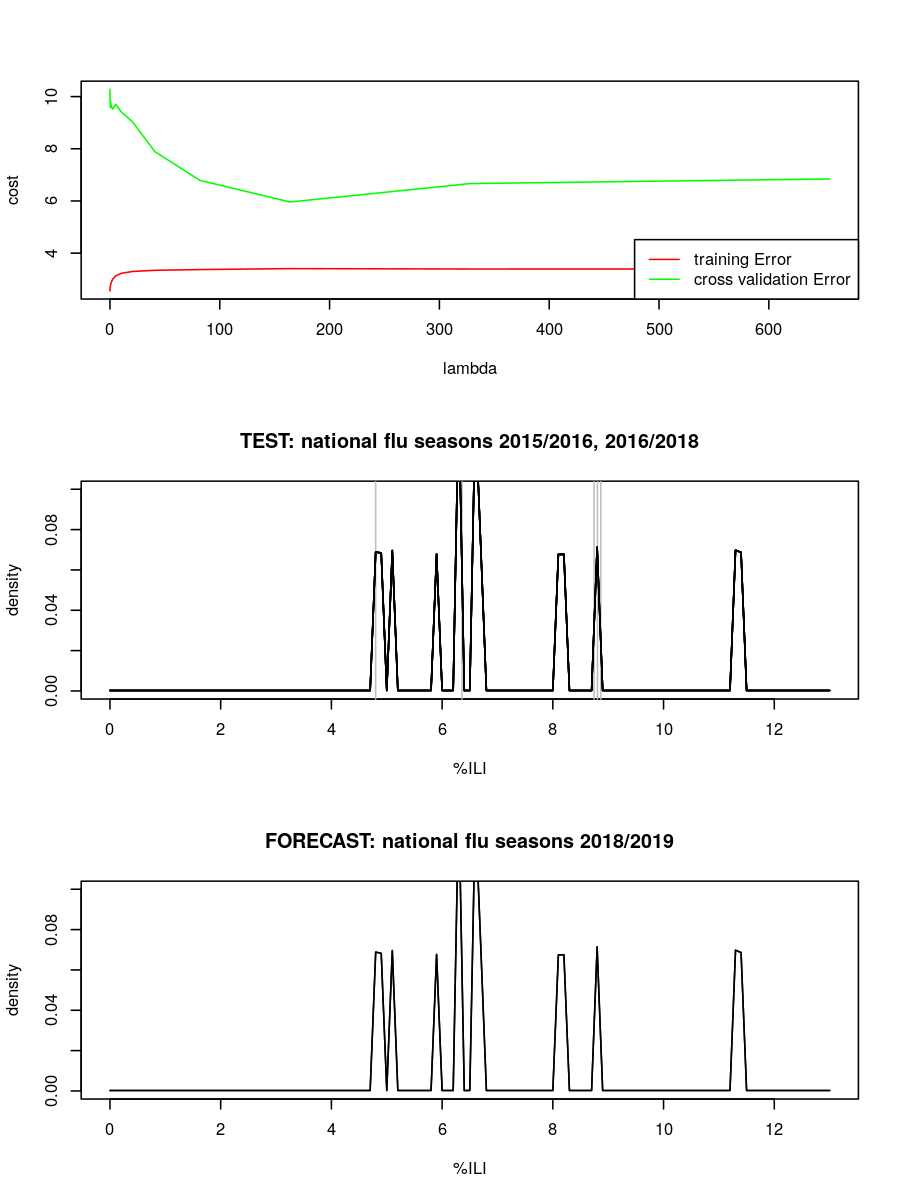 10
8
6
4
cost
training Error
cross validation Error
0 100 200 300 400 500 600
lambda
TEST: national flu seasons 2015/2016, 2016/2018
0.08
0.04
0.00
density
0 2 4 6 8 10 12
%ILI
FORECAST: national flu seasons 2018/2019
0.08
0.04
0.00
density
0 2 4 6 8 10 12
%ILI